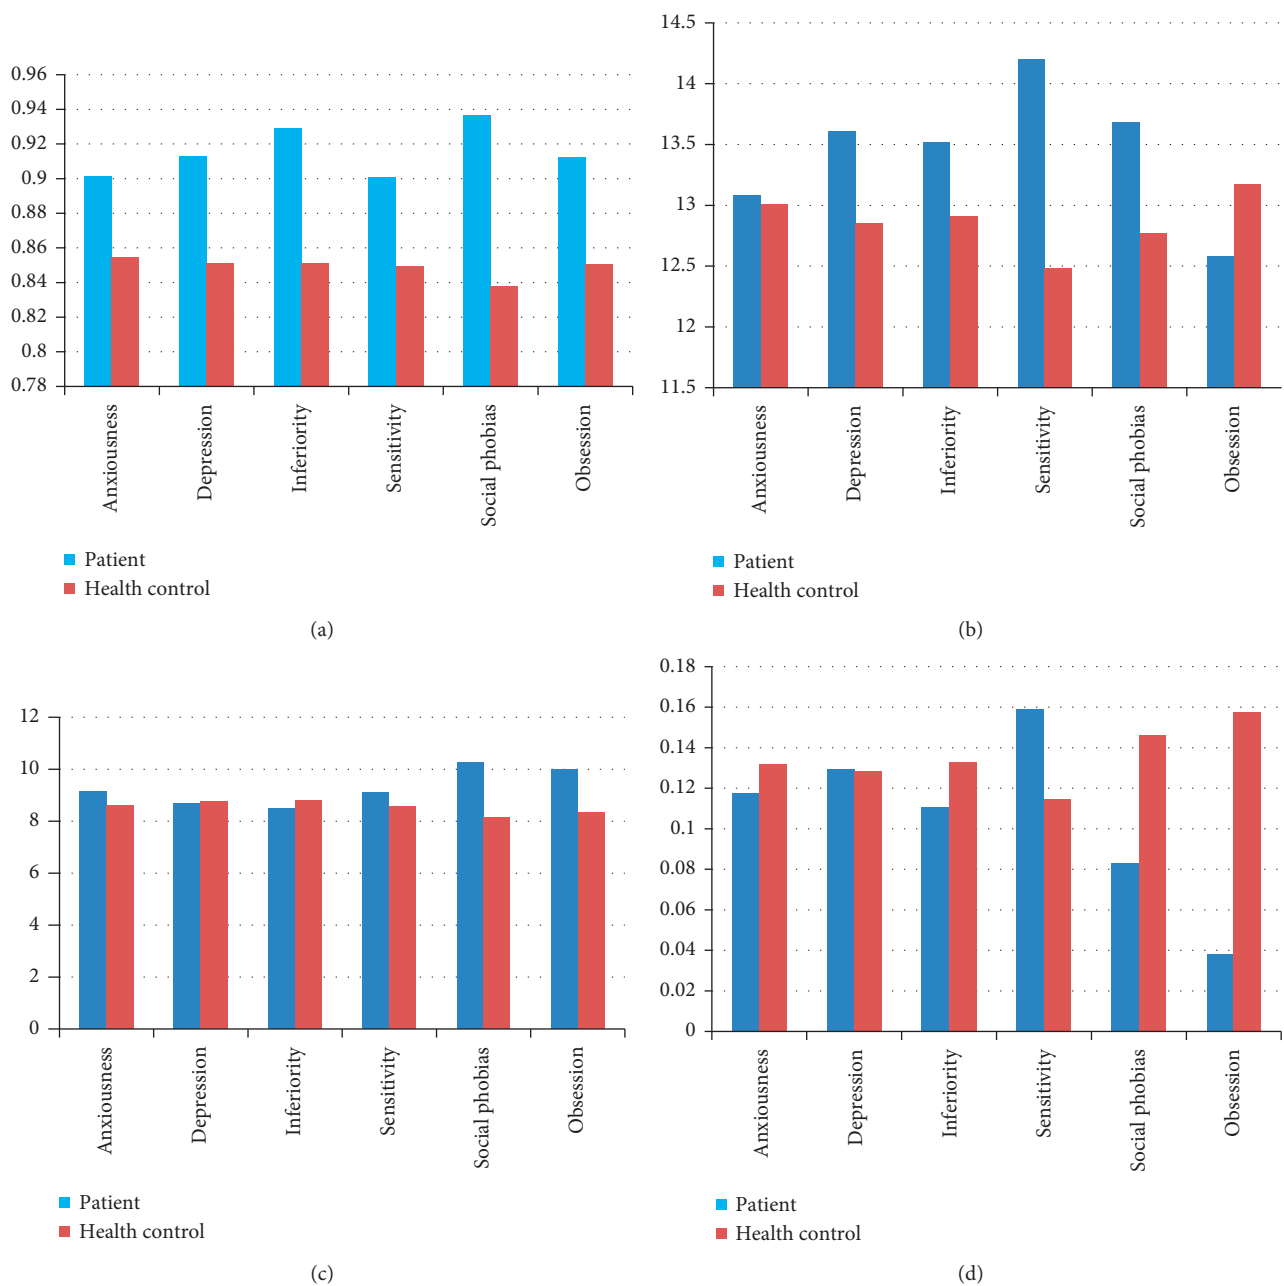 0.96
0.94
0.92
0.9
0.88
0.86
0.84
0.82
0.8
0.78
Anxiousness
Depression
Inferiority
Sensitivity
Social phobias
Obsession
Patient
Health control
(a)
14.5
14
13.5
13
12.5
12
11.5
Anxiousness
Depression
Inferiority
Sensitivity
Social phobias
Obsession
Patient
Health control
(b)
12
10
8
6
4
2
0
Anxiousness
Depression
Inferiority
Sensitivity
Social phobias
Obsession
Patient
Health control
(c)
0.18
0.16
0.14
0.12
0.1
0.08
0.06
0.04
0.02
0
Anxiousness
Depression
Inferiority
Sensitivity
Social phobias
Obsession
Patient
Health control
(d)